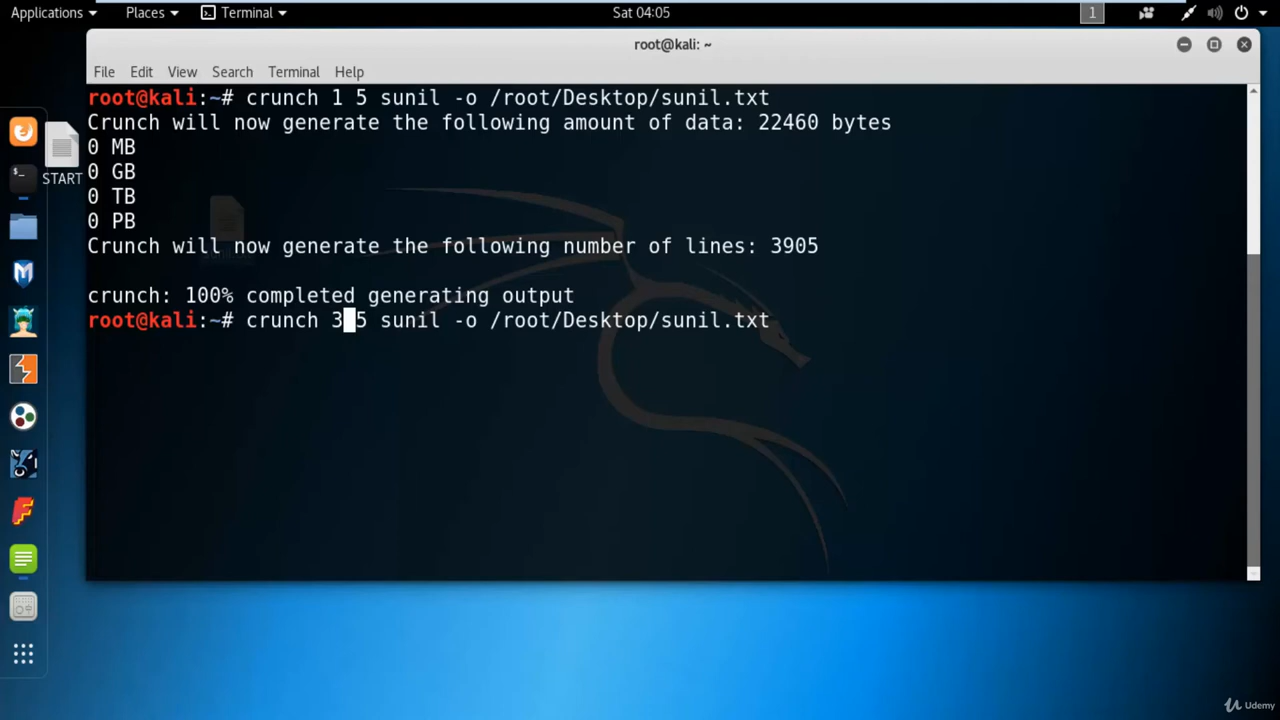 Applications Places Terminal Sat 04:05 1
root@kali: ~
File Edit View Search Terminal Help
root@kali:~# crunch 1 5 sunil -o /root/Desktop/sunil.txt
Crunch will now generate the following amount of data: 22460 bytes
0 MB
0 GB
0 TB
0 PB
Crunch will now generate the following number of lines: 3905
crunch: 100% completed generating output
root@kali:~# crunch 3 5 sunil -o /root/Desktop/sunil.txt
START
Udemy